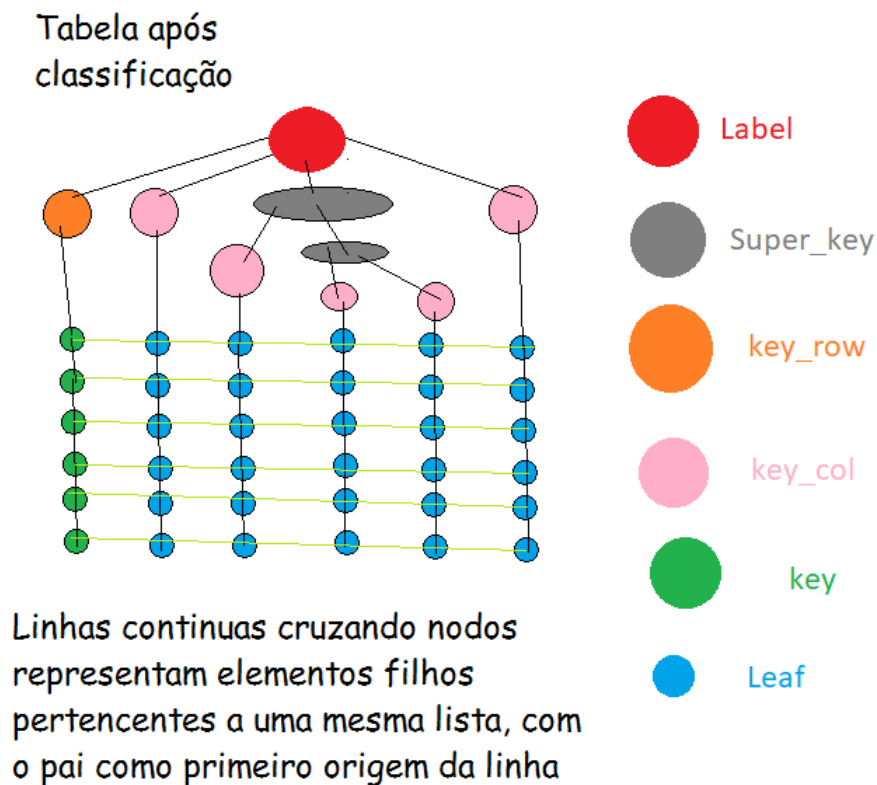 Tabela após
classificação
Label
Super_key
key_row
key_col
key
Leaf
Linhas continuas cruzando nodos
representam elementos filhos
pertencentes a uma mesma lista, com
o pai como primeiro origem da linha